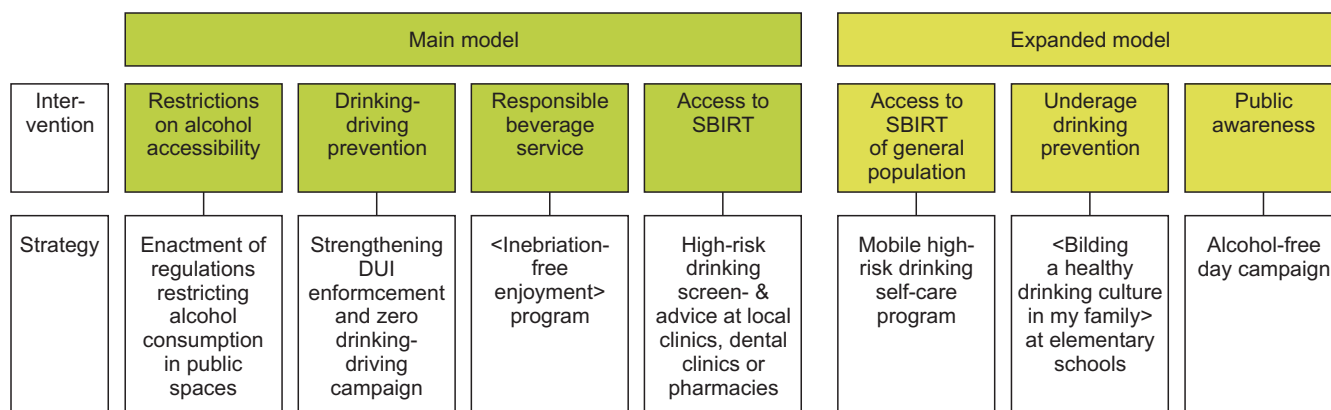 Main model
Expanded model
Inter-
vention
Restrictions
on alcohol
accessibility
Drinking-
driving
prevention
Responsible
beverage
service
Access to
SBIRT
Access to
SBIRT
of general
population
Underage
drinking
prevention
Public
awareness
Strategy
Enactment of
regulations
restricting
alcohol
consumption
in public
spaces
Strengthening
DUI
enformcement
and zero
drinking-
driving
campaign
<Inebriation-
free
enjoyment>
program
High-risk
drinking
screen- &
advice at local
clinics, dental
clinics or
pharmacies
Mobile high-
risk drinking
self-care
program
<Bilding
a healthy
drinking culture
in my family>
at elementary
schools
Alcohol-free
day campaign